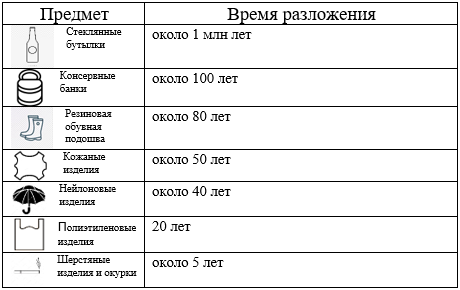 Предмет Время разложения
Стеклянные
бутылки
около 1 млн лет
Консервные
банки
около 100 лет
Резиновая
обувная
подошва
около 80 лет
Кожаные
изделия
около 50 лет
Нейлоновые
изделия
около 40 лет
Полиэтиленовые
изделия
20 лет
Шерстяные
изделия и окурки
около 5 лет